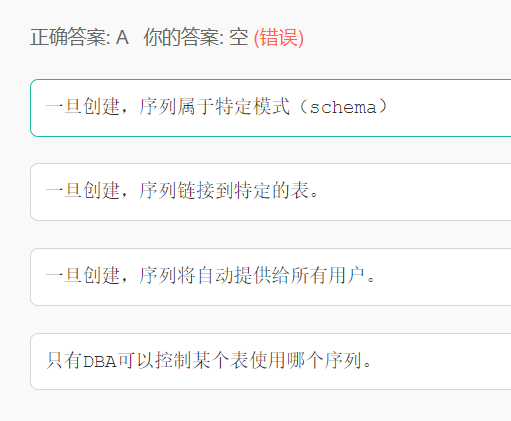 正确答案: A 你的答案: 空 (错误)
一旦创建，序列属于特定模式（schema）
一旦创建，序列链接到特定的表。
一旦创建，序列将自动提供给所有用户。
只有DBA可以控制某个表使用哪个序列。